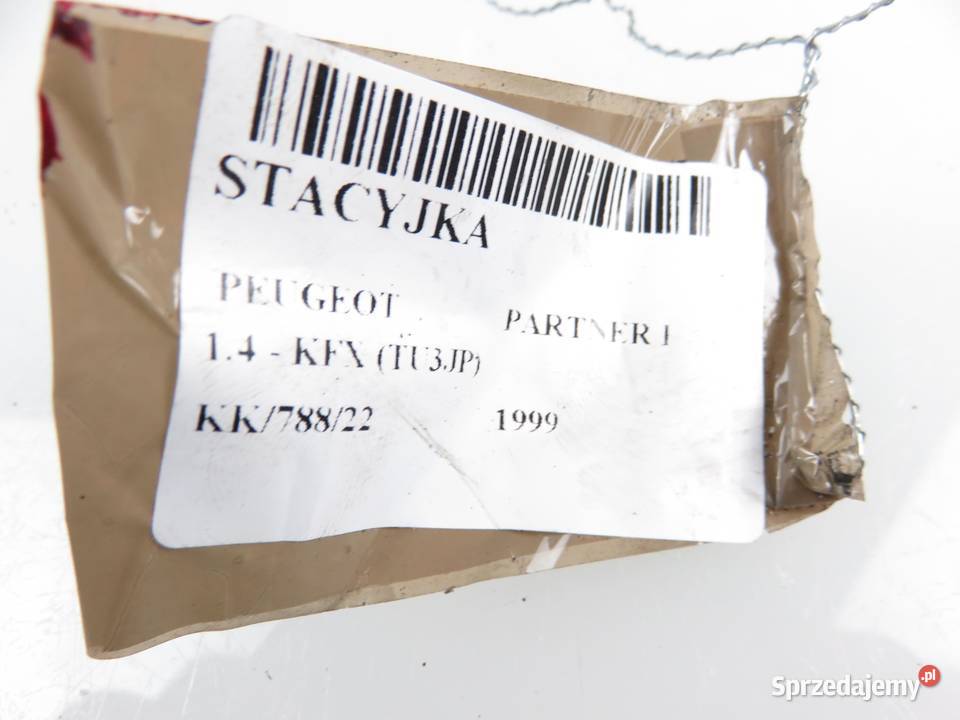 STACYJKA
PEUGEOT PARTNER I
1.4 - KFX (TU3JP)
KK/788/22 1999
Sprzedajemy.pl